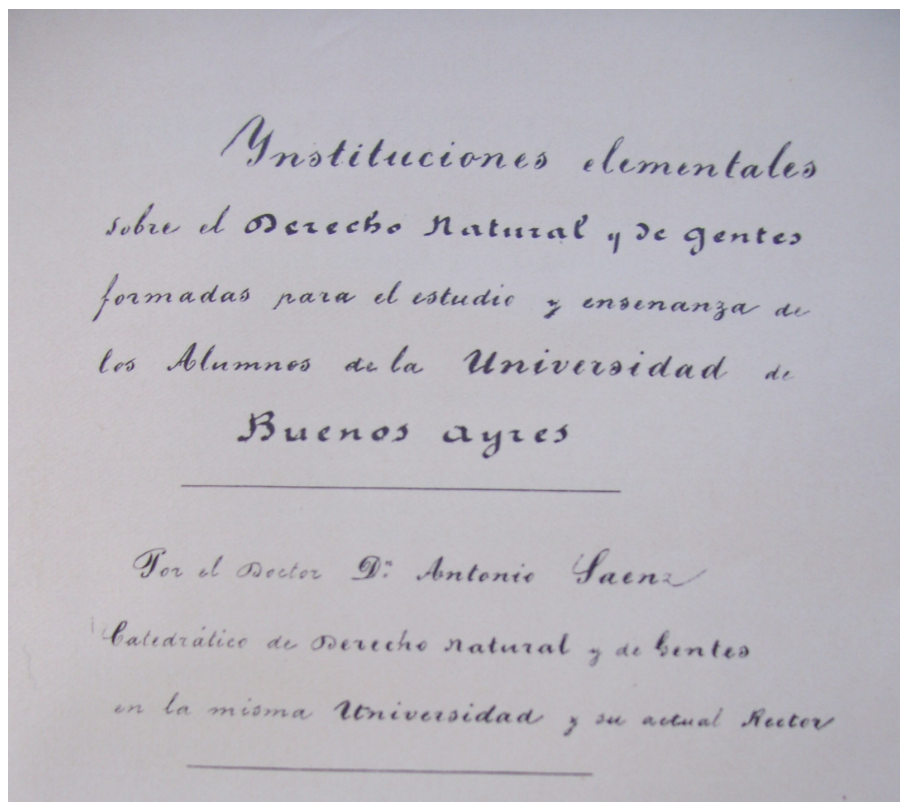 Ynstituciones elementales
sobre el Derecho Natural y de gentes
formadas para el estudio y ensenanza de
los Alumnos de la Universidad de
Buenos Ayres
Por el Doctor Dn. Antonio Saenz
Catedrático de Derecho Natural y de Gentes
en la misma Universidad y su actual Rector